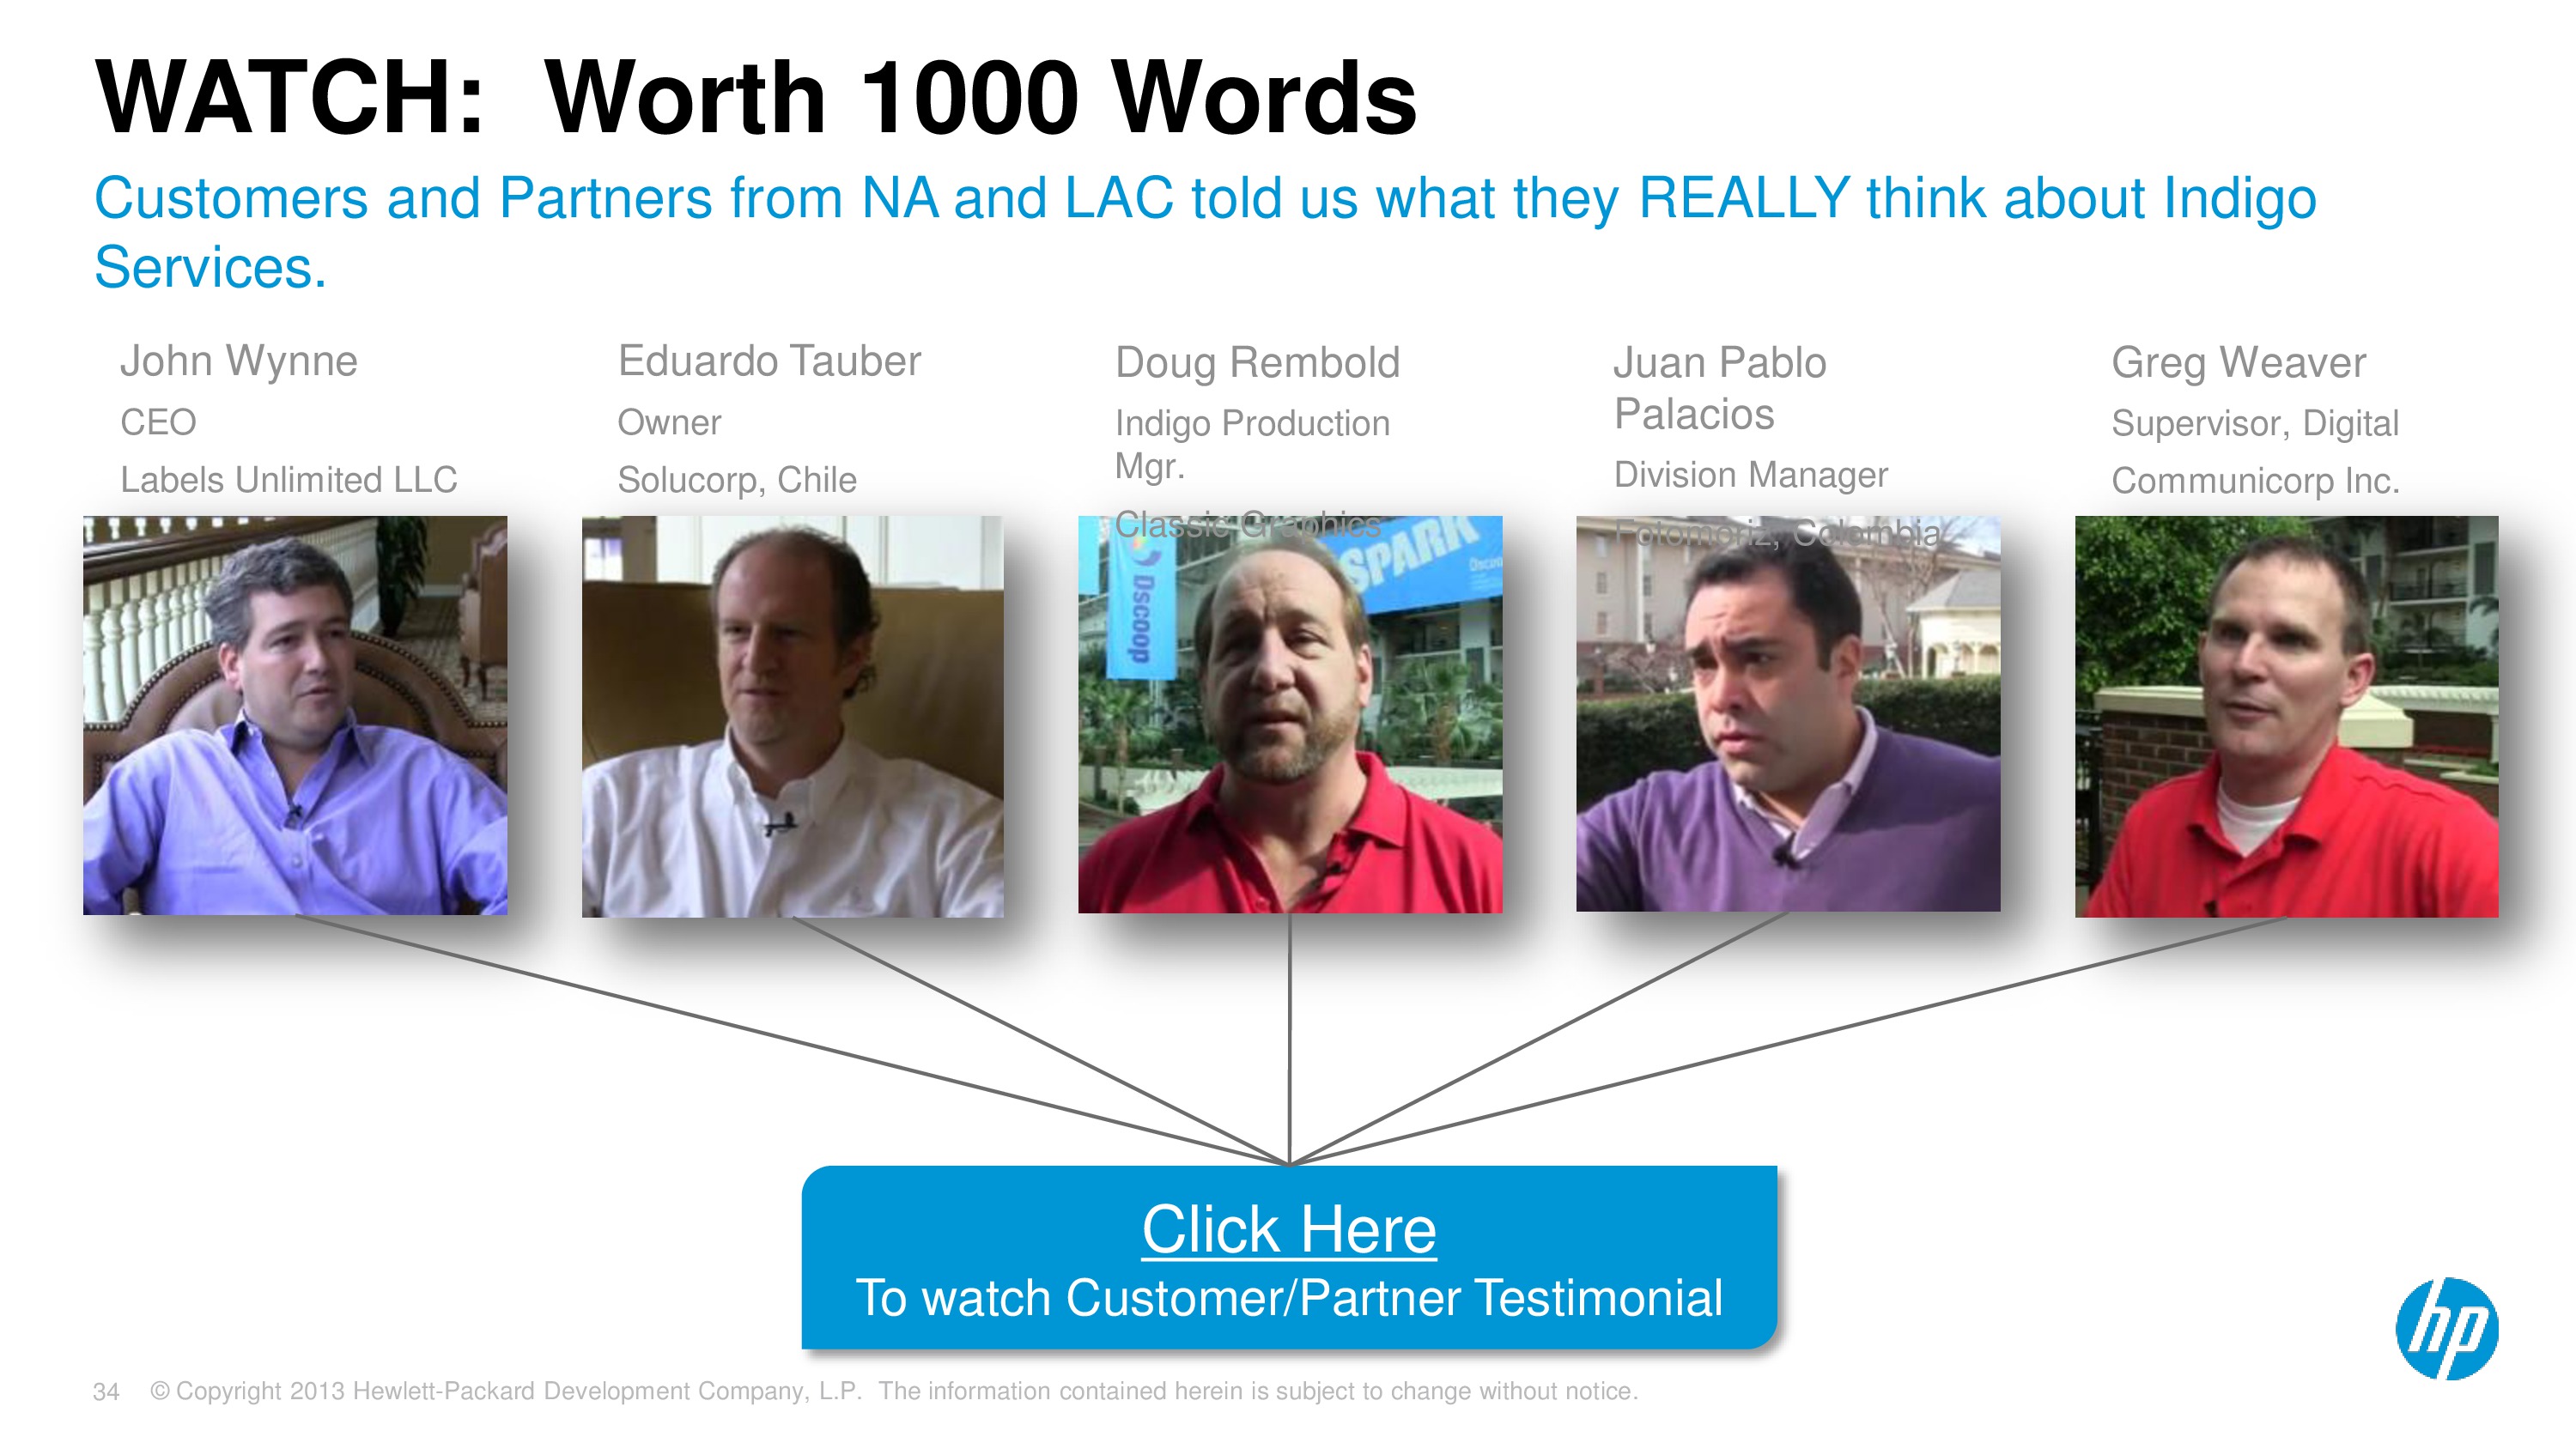 WATCH:  Worth 1000 Words
Customers and Partners from NA and LAC told us what they REALLY think about Indigo
Services.
John Wynne
CEO
Labels Unlimited LLC
Eduardo Tauber
Owner
Solucorp, Chile
Doug Rembold
Indigo Production
Mgr.
Classic Graphics
Juan Pablo
Palacios
Division Manager
Fotomoriz, Colombia
Greg Weaver
Supervisor, Digital
Communicorp Inc.
Dscoop
SPARK
Click Here
To watch Customer/Partner Testimonial
hp
34 © Copyright 2013 Hewlett-Packard Development Company, L.P.  The information contained herein is subject to change without notice.